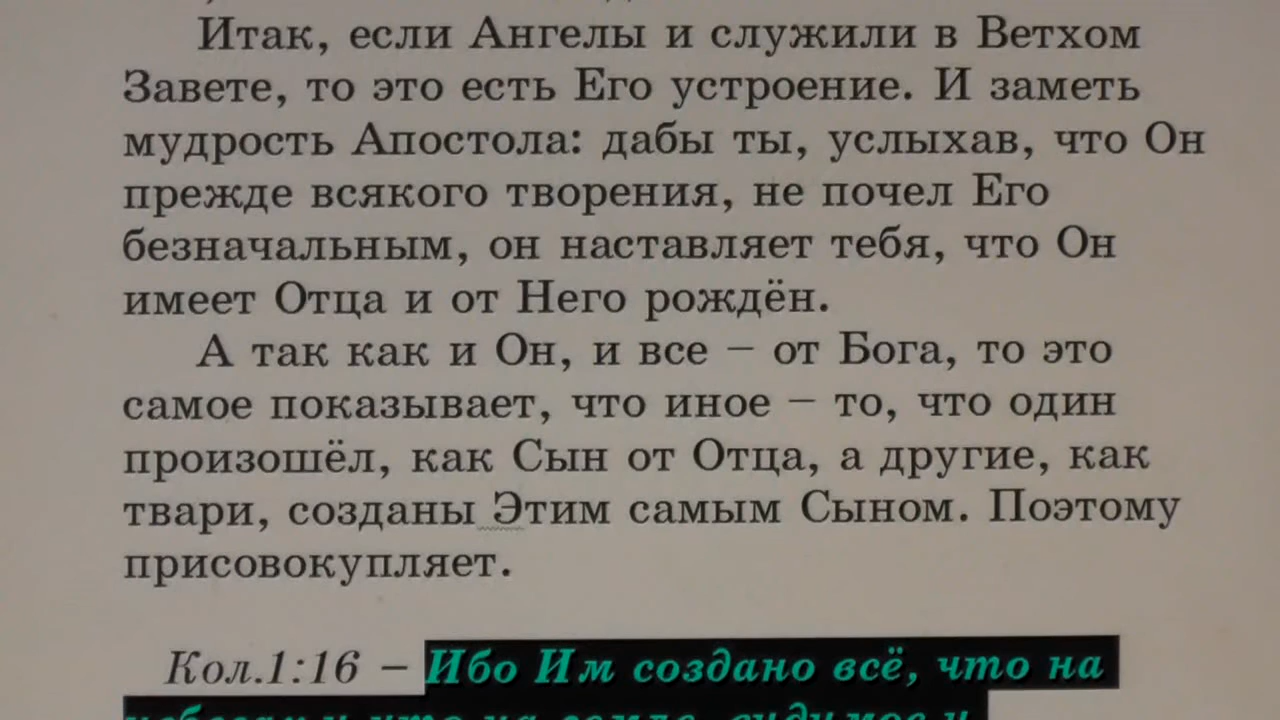 Итак, если Ангелы и служили в Ветхом
Завете, то это есть Его устроение. И заметь
мудрость Апостола: дабы ты, услыхав, что Он
прежде всякого творения, не почел Его
безначальным, он наставляет тебя, что Он
имеет Отца и от Него рождён.
А так как и Он, и все – от Бога, то это
самое показывает, что иное – то, что один
произошёл, как Сын от Отца, а другие, как
твари, созданы Этим самым Сыном. Поэтому
присовокупляет.
Кол.1:16 – Ибо Им создано всё, что на